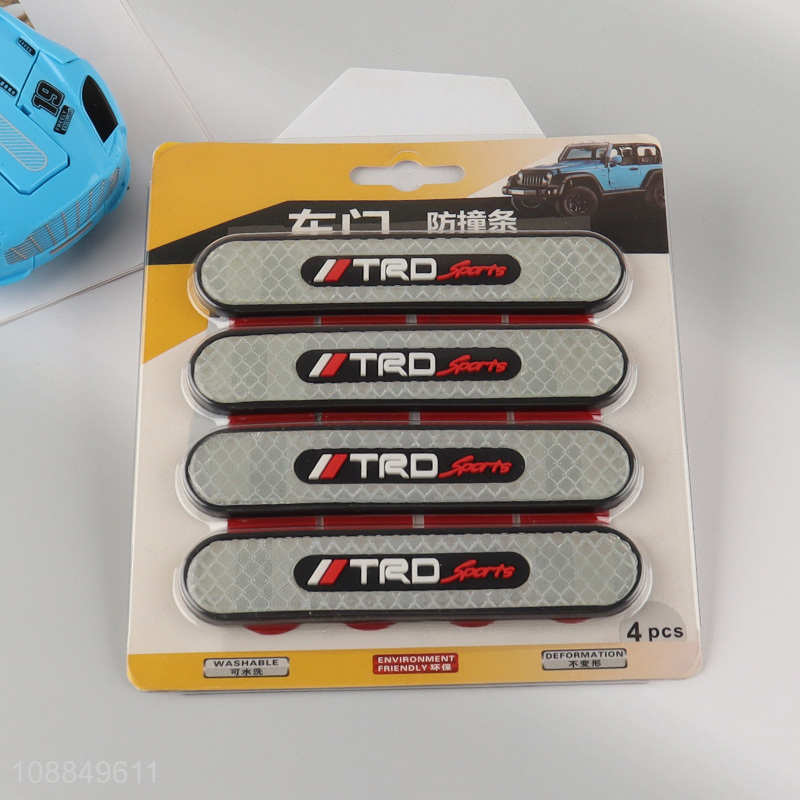 19
车门 防撞条
TRD Sports
TRD Sports
TRD Sports
TRD Sports
4 pcs
WASHABLE
可水洗
ENVIRONMENT
FRIENDLY 环保
DEFORMATION
不变形
108849611